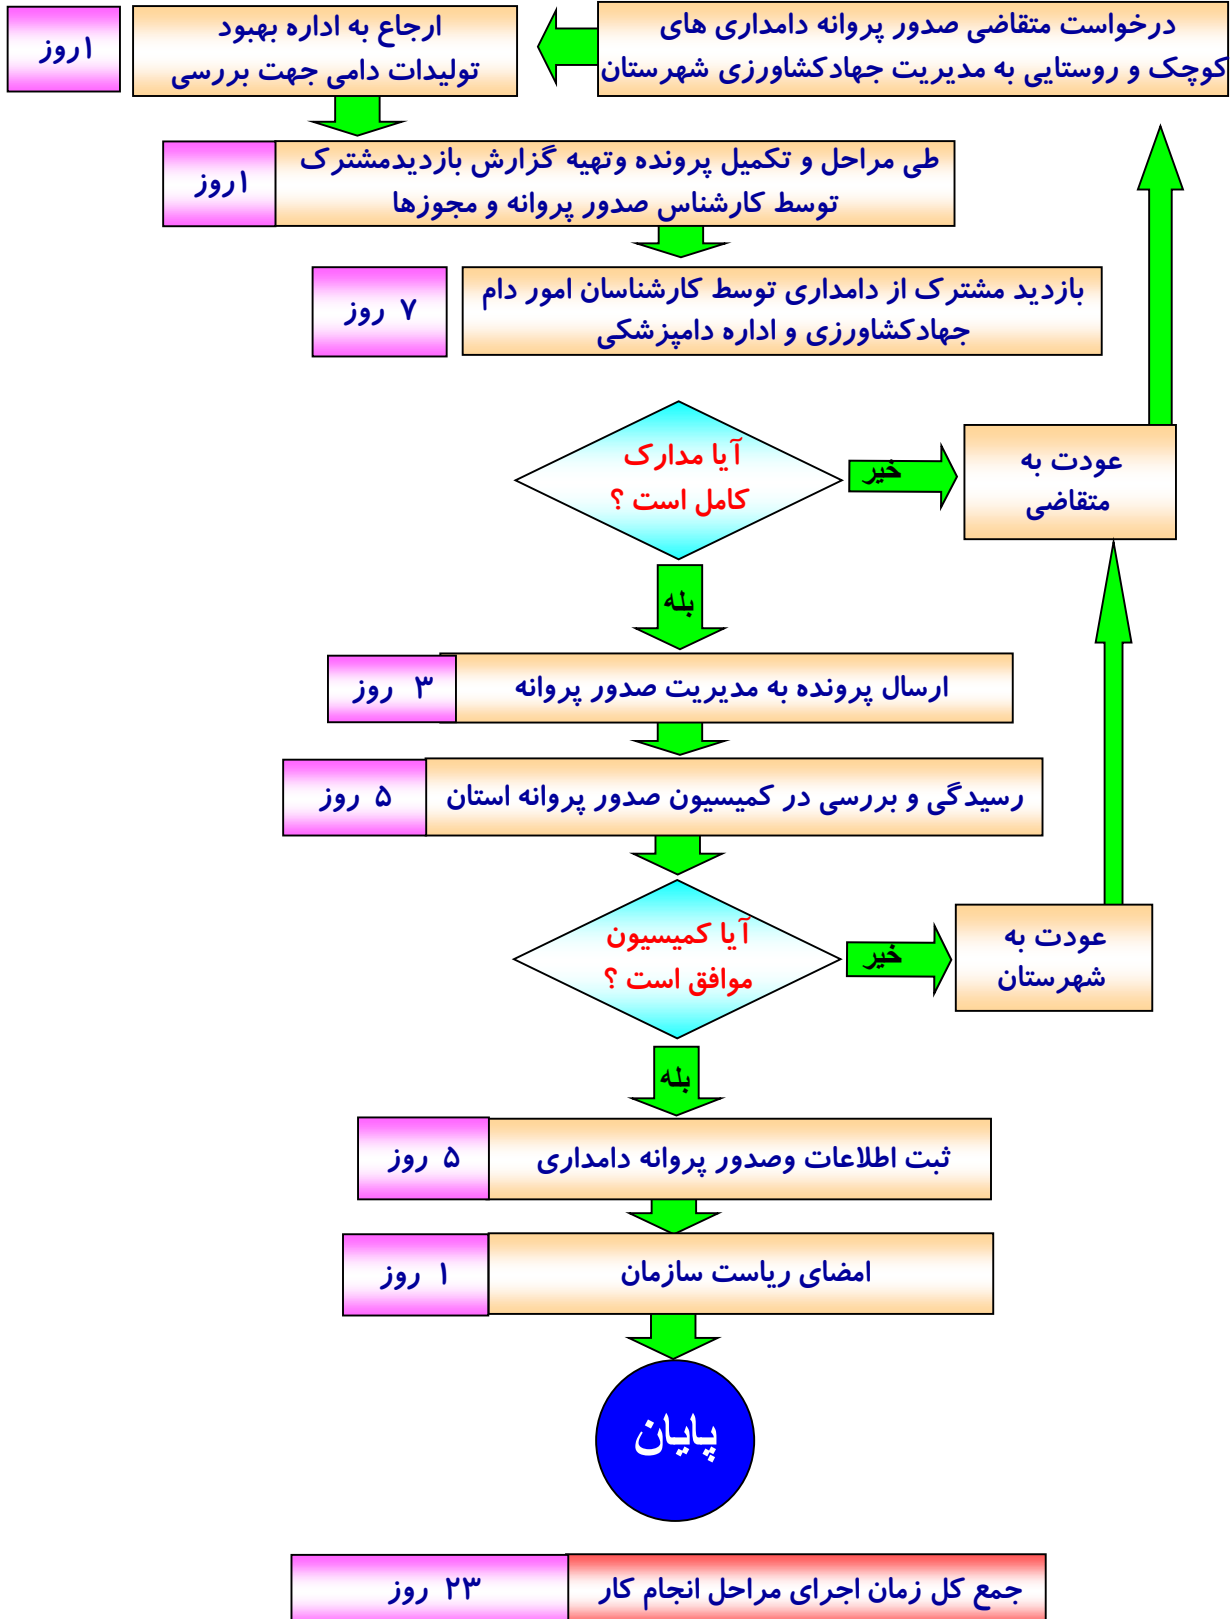 درخواست متقاضی صدور پروانه دامداری های
کوچک و روستایی به مدیریت جهادکشاورزی شهرستان
ارجاع به اداره بهبود
تولیدات دامی جهت بررسی
۱روز
طی مراحل و تکمیل پرونده وتهیه گزارش بازدیدمشترک
توسط کارشناس صدور پروانه و مجوزها
۱روز
بازدید مشترک از دامداری توسط کارشناسان امور دام
جهادکشاورزی و اداره دامپزشکی
۷ روز
آیا مدارک
کامل است ؟
خیر
عودت به
متقاضی
بله
ارسال پرونده به مدیریت صدور پروانه
۳ روز
رسیدگی و بررسی در کمیسیون صدور پروانه استان
۵ روز
آیا کمیسیون
موافق است ؟
خیر
عودت به
شهرستان
بله
ثبت اطلاعات وصدور پروانه دامداری
۵ روز
امضای ریاست سازمان
۱ روز
پایان
جمع کل زمان اجرای مراحل انجام کار
۲۳ روز